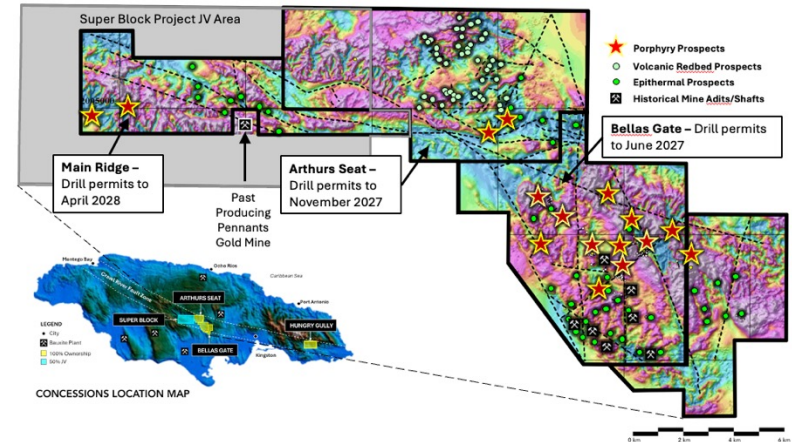 Super Block Project JV Area
Porphyry Prospects
Volcanic Redbed Prospects
Epithermal Prospects
Historical Mine Adits/Shafts
Main Ridge –
Drill permits to
April 2028
Past
Producing
Pennants
Gold Mine
Arthurs Seat –
Drill permits to
November 2027
Bellas Gate – Drill permits
to June 2027
Montego Bay
Great River Fault Zone
Ocho Rios
Caribbean Sea
Port Antonio
ARTHURS SEAT
SUPER BLOCK
HUNGRY GULLY
BELLAS GATE
Kingston
LEGEND
City
Bauxite Plant
100% Ownership
50% JV
CONCESSIONS LOCATION MAP
0 km
2 km
4 km
6 km